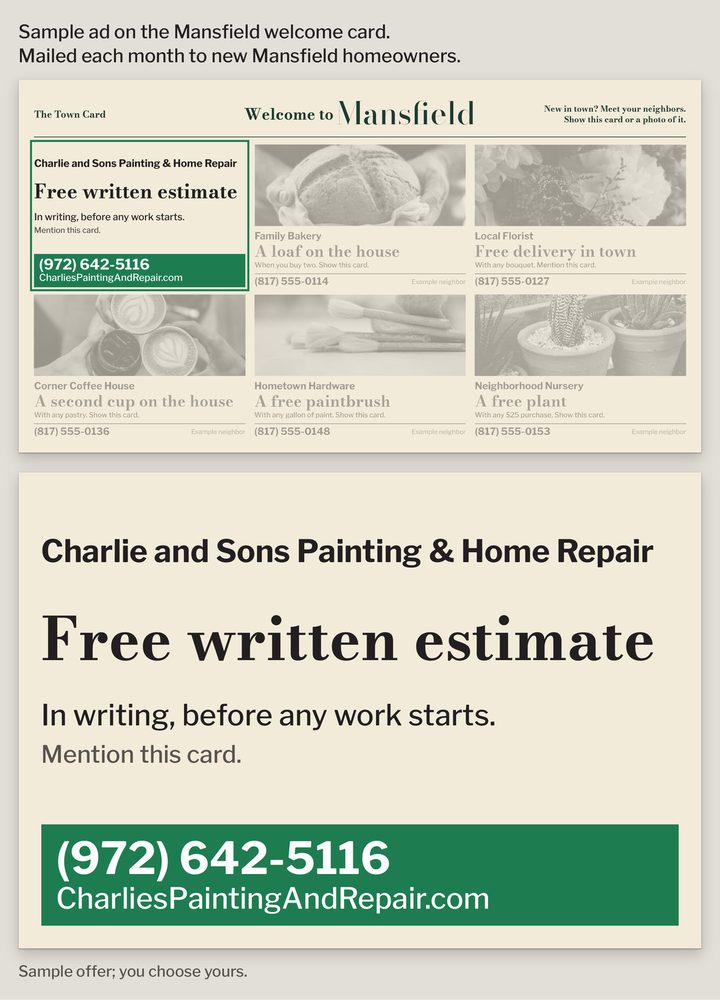 Sample ad on the Mansfield welcome card.
Mailed each month to new Mansfield homeowners.
The Town Card
Welcome to Mansfield
New in town? Meet your neighbors.
Show this card or a photo of it.
Charlie and Sons Painting & Home Repair
Free written estimate
In writing, before any work starts.
Mention this card.
(972) 642-5116
CharliesPaintingAndRepair.com
Family Bakery
A loaf on the house
When you buy two. Show this card.
(817) 555-0114
Example neighbor
Local Florist
Free delivery in town
With any bouquet. Mention this card.
(817) 555-0127
Example neighbor
Corner Coffee House
A second cup on the house
With any pastry. Show this card.
(817) 555-0136
Example neighbor
Hometown Hardware
A free paintbrush
With any gallon of paint. Show this card.
(817) 555-0148
Example neighbor
Neighborhood Nursery
A free plant
With any $25 purchase. Show this card.
(817) 555-0153
Example neighbor
Charlie and Sons Painting & Home Repair
Free written estimate
In writing, before any work starts.
Mention this card.
(972) 642-5116
CharliesPaintingAndRepair.com
Sample offer; you choose yours.